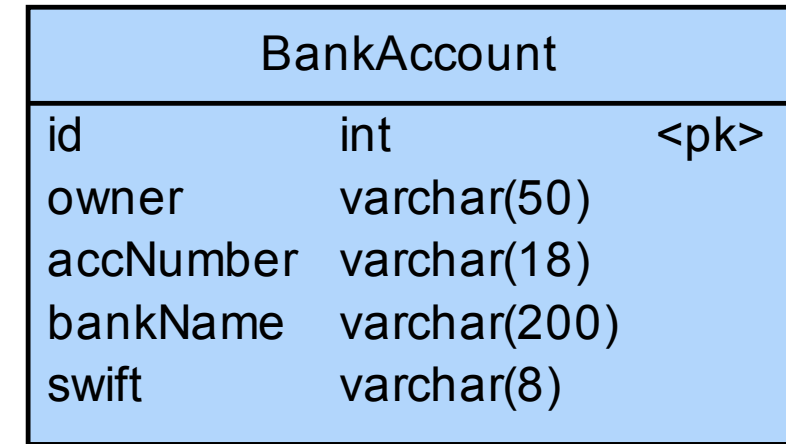 BankAccount
id int <pk>
owner varchar(50)
accNumber varchar(18)
bankName varchar(200)
swift varchar(8)